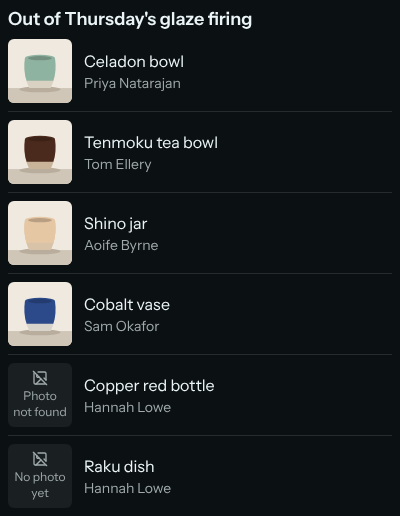 Out of Thursday's glaze firing
Celadon bowl
Priya Natarajan
Tenmoku tea bowl
Tom Ellery
Shino jar
Aoife Byrne
Cobalt vase
Sam Okafor
Photo
not found
Copper red bottle
Hannah Lowe
No photo
yet
Raku dish
Hannah Lowe